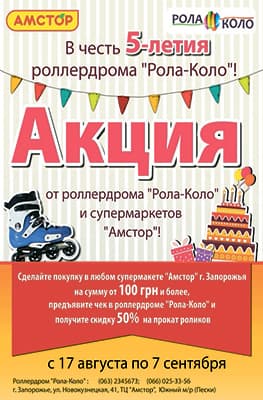 АМСТОР
РОЛА КОЛО
В честь 5-летия
роллердрома "Рола-Коло"!
Акция
от роллердрома "Рола-Коло"
и супермаркетов
"Амстор"!
Сделайте покупку в любом супермакете "Амстор" г. Запорожья
на сумму от 100 грн и более,
предъявите чек в роллердроме "Рола-Коло" и
получите скидку 50% на прокат роликов
с 17 августа по 7 сентября
Роллердром "Рола-Коло" : (063) 2345673; (066) 025-33-56
г. Запорожье, ул. Новокузнецкая, 41, ТЦ "Амстор", Южный м/р (Пески)